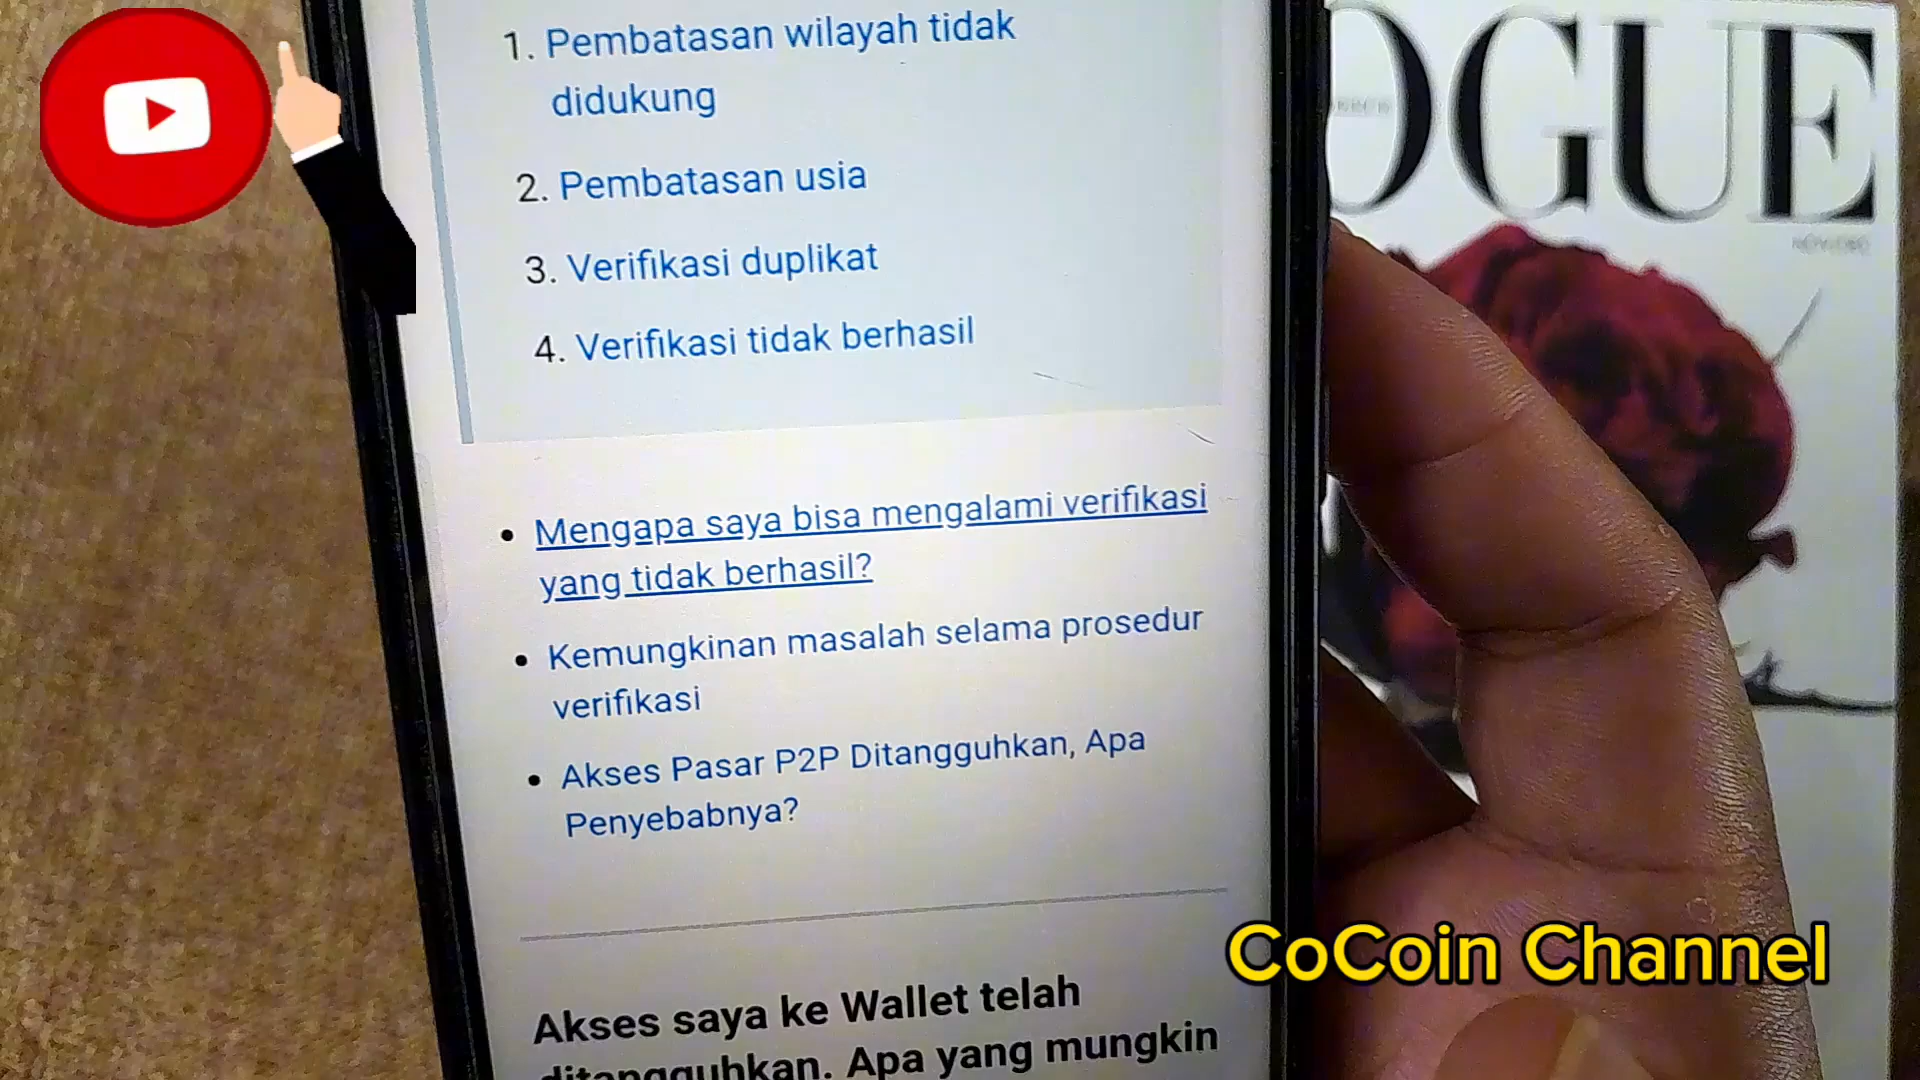 1. Pembatasan wilayah tidak
didukung
2. Pembatasan usia
3. Verifikasi duplikat
4. Verifikasi tidak berhasil
• Mengapa saya bisa mengalami verifikasi
yang tidak berhasil?
• Kemungkinan masalah selama prosedur
verifikasi
• Akses Pasar P2P Ditangguhkan, Apa
Penyebabnya?
Akses saya ke Wallet telah
ditangguhkan. Apa yang mungkin
OGUE
CoCoin Channel